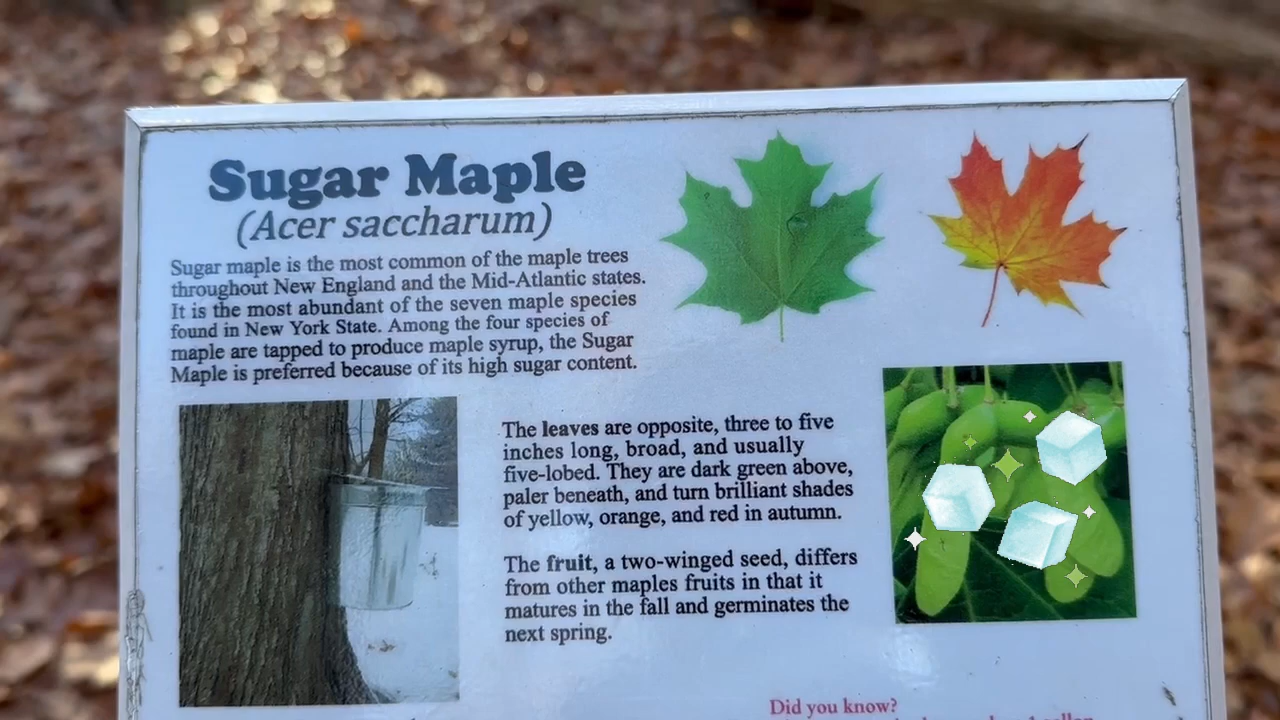 Sugar Maple
(Acer saccharum)
Sugar maple is the most common of the maple trees
throughout New England and the Mid-Atlantic states.
It is the most abundant of the seven maple species
found in New York State. Among the four species of
maple are tapped to produce maple syrup, the Sugar
Maple is preferred because of its high sugar content.
The leaves are opposite, three to five
inches long, broad, and usually
five-lobed. They are dark green above,
paler beneath, and turn brilliant shades
of yellow, orange, and red in autumn.
The fruit, a two-winged seed, differs
from other maples fruits in that it
matures in the fall and germinates the
next spring.
Did you know?